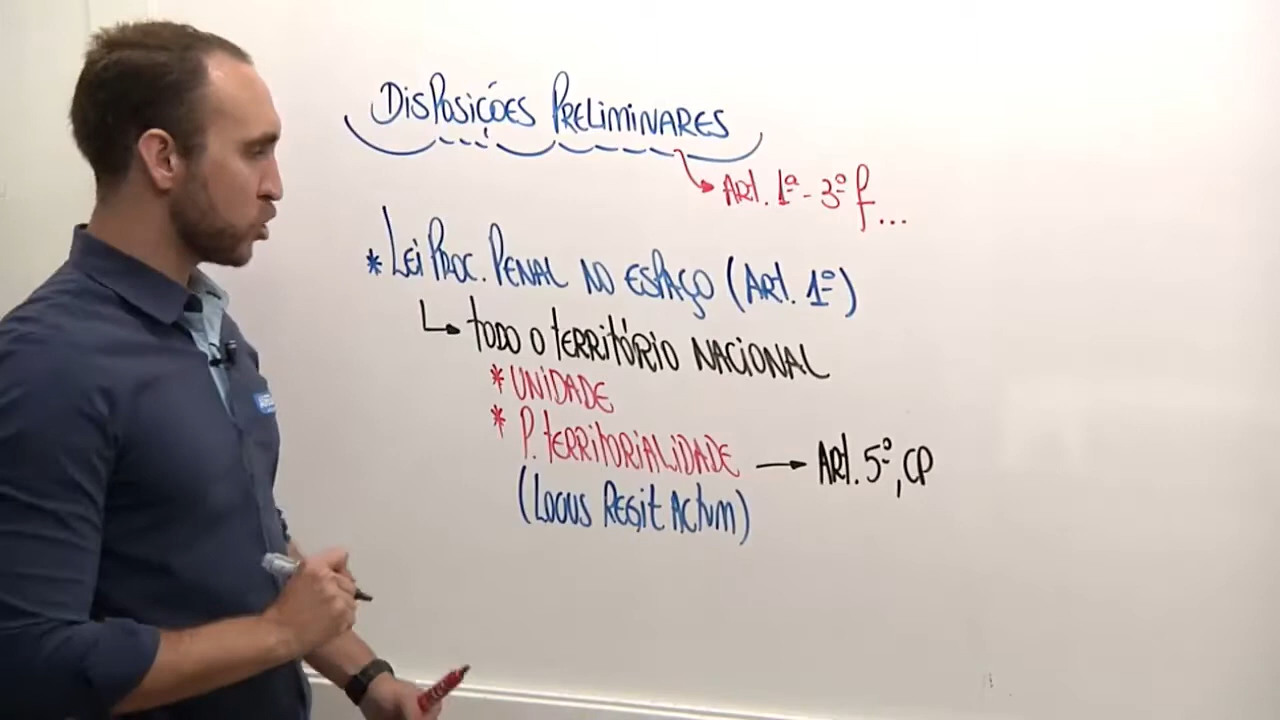 DISPOSIÇÕES PRELIMINARES
ART. 1º - 3º F...
* LEI PROC. PENAL NO ESPAÇO (ART. 1º)
TODO O TERRITÓRIO NACIONAL
* UNIDADE
* P. TERRITORIALIDADE → ART. 5º, CP
(LOCUS REGIT ACTUM)